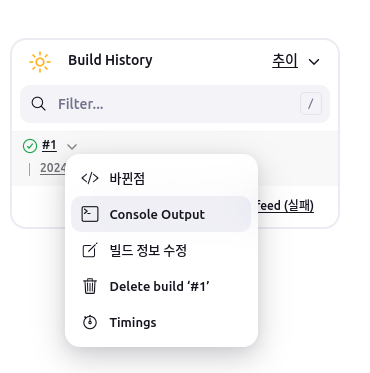 Build History 추이
Filter... /
#1
2024
바뀐점
Console Output
feed (실패)
빌드 정보 수정
Delete build ‘#1’
Timings